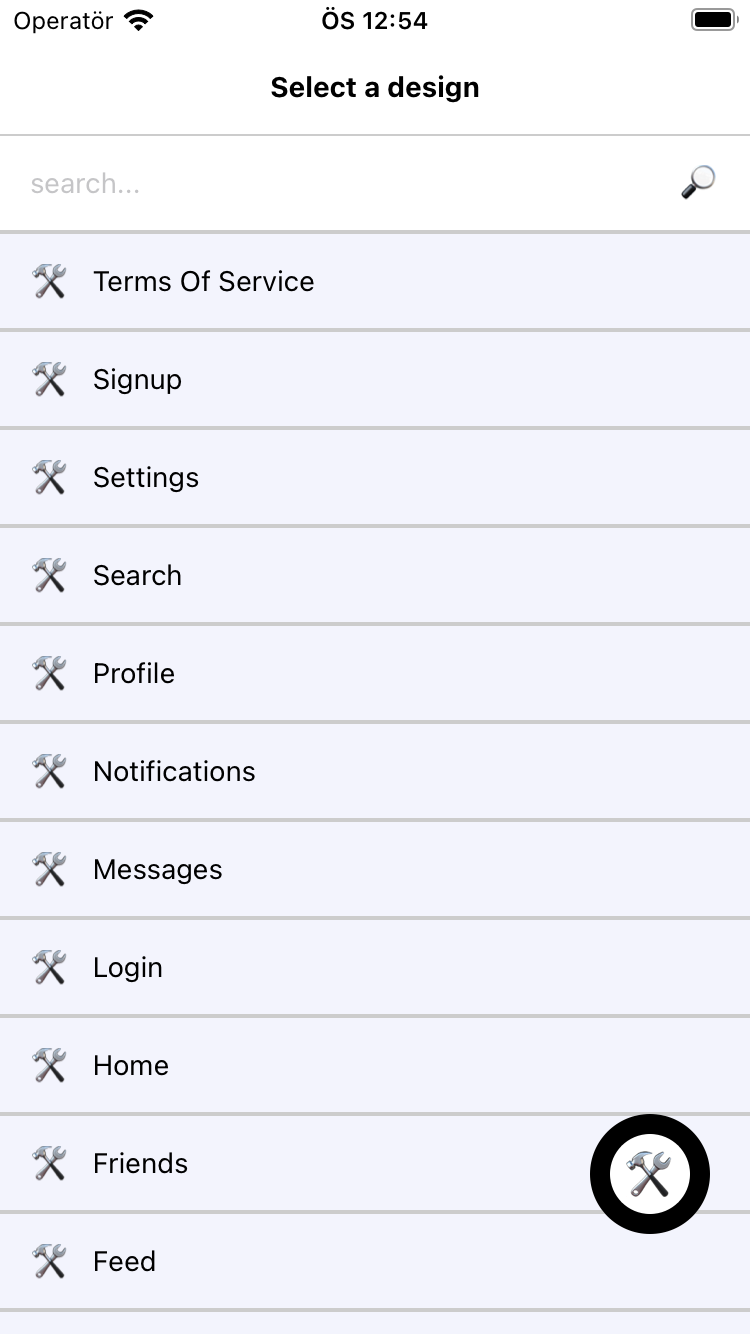 Operatör ÖS 12:54
Select a design
search...
Terms Of Service
Signup
Settings
Search
Profile
Notifications
Messages
Login
Home
Friends
Feed